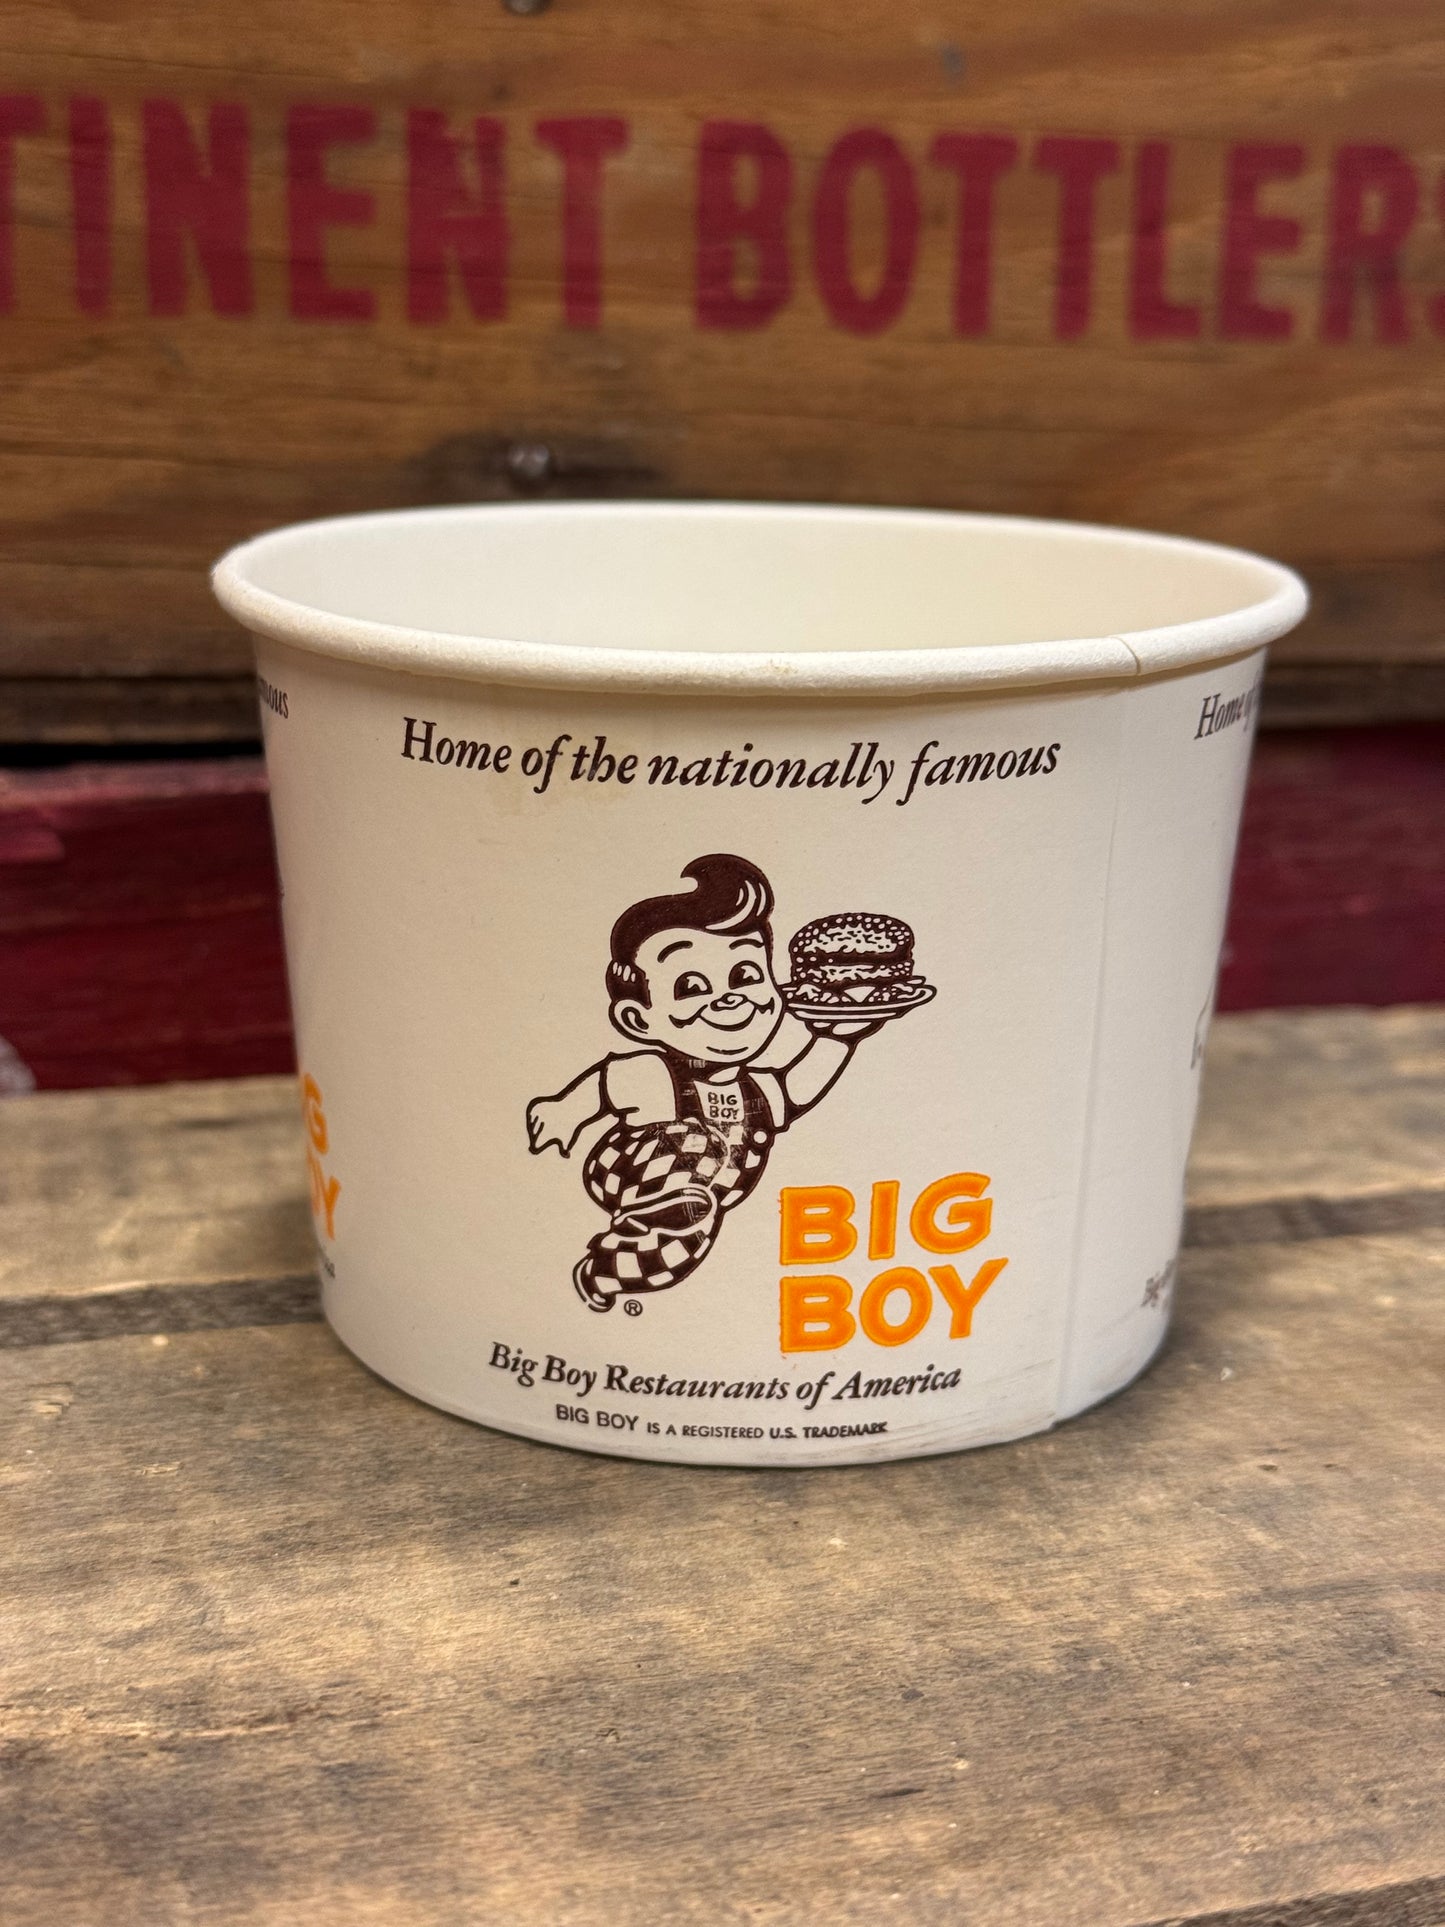 TINENT BOTTLERS
Home of the nationally famous
BIG
BOY
BIG
BOY
®
Big Boy Restaurants of America
BIG BOY IS A REGISTERED U.S. TRADEMARK
Home